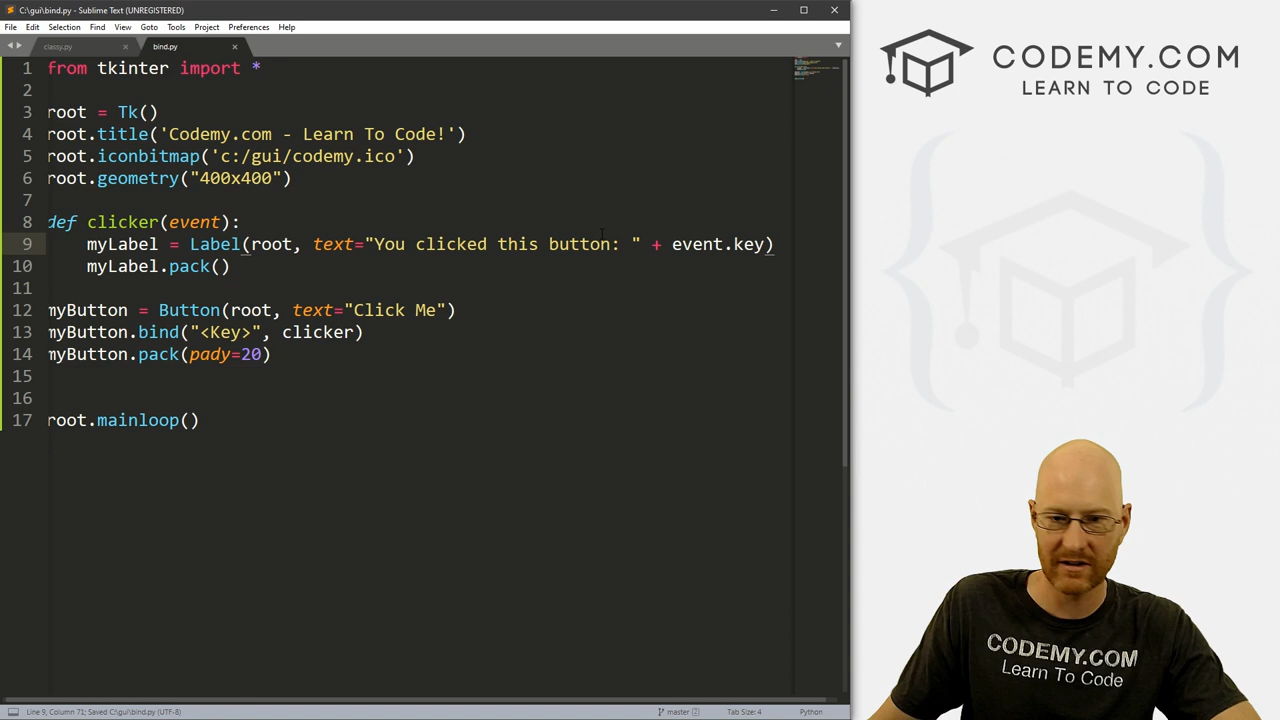 C:\gui\bind.py - Sublime Text (UNREGISTERED)
File Edit Selection Find View Goto Tools Project Preferences Help
classy.py bind.py
1 from tkinter import *
2
3 root = Tk()
4 root.title('Codemy.com - Learn To Code!')
5 root.iconbitmap('c:/gui/codemy.ico')
6 root.geometry("400x400")
7
8 def clicker(event):
9 myLabel = Label(root, text="You clicked this button: " + event.key)
10 myLabel.pack()
11
12 myButton = Button(root, text="Click Me")
13 myButton.bind("<Key>", clicker)
14 myButton.pack(pady=20)
15
16
17 root.mainloop()
Line 9, Column 71; Saved C:\gui\bind.py (UTF-8)
master 2
Tab Size: 4
Python
CODEMY.COM
LEARN TO CODE
CODEMY.COM
Learn To Code